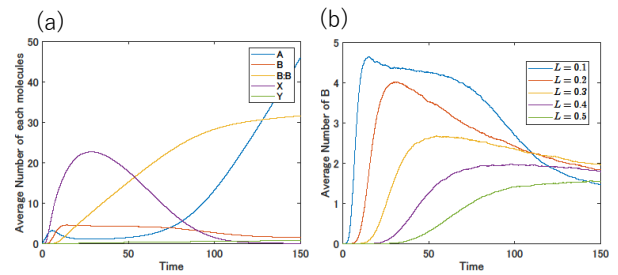 (a)
Average Number of each molecules
50
40
30
20
10
0
0
50
100
150
Time
A
B
B:B
X
Y
(b)
Average Number of B
5
4
3
2
1
0
0
50
100
150
Time
L = 0.1
L = 0.2
L = 0.3
L = 0.4
L = 0.5